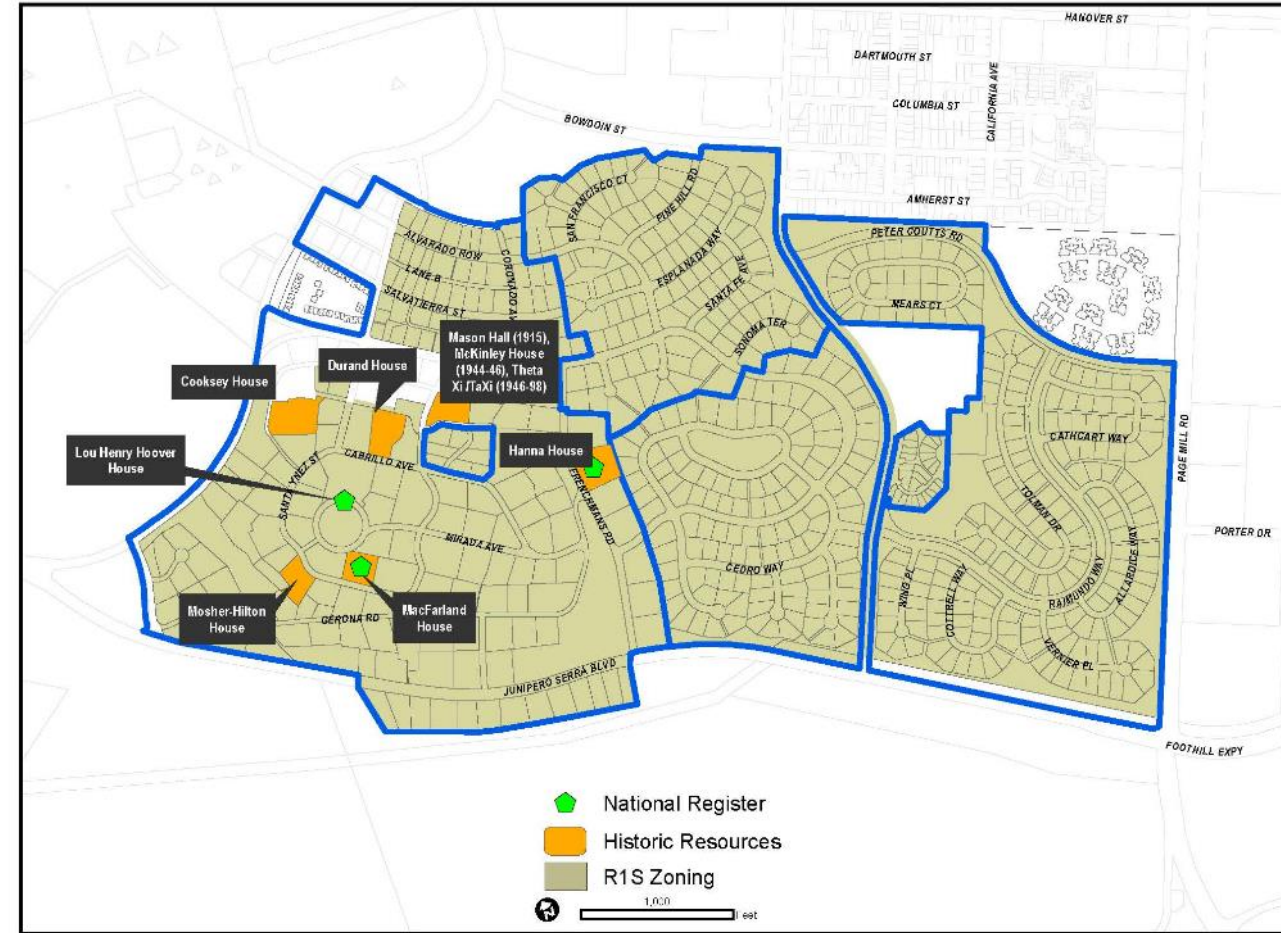 HANOVER ST
DARTMOUTH ST
COLUMBIA ST
CALIFORNIA AVE
BOWDOIN ST
AMHERST ST
SAN FRANCISCO CT
PINE HILL RD
PETER COUTTS RD
ALVARADO ROW
CORONADO AV
ESPLANADA WAY
LANE B
SANTA FE AVE
MEARS CT
SALVATIERRA ST
SONOMA TER
Mason Hall (1915),
McKinley House
(1944-46), Theta
Xi /TaXi (1946-98)
Durand House
Cooksey House
Lou Henry Hoover
House
Hanna House
CABRILLO AVE
CATHCART WAY
PAGE MILL RD
SANTA YNEZ ST
FRENCHMANS RD
TOLMAN DR
MIRADA AVE
PORTER DR
CEDRO WAY
ALLARDICE WAY
RAIMUNDO WAY
WING PL
COTTRELL WAY
Mosher-Hilton
House
MacFarland
House
GERONA RD
VERNIER PL
JUNIPERO SERRA BLVD
FOOTHILL EXPY
National Register
Historic Resources
R1S Zoning
1,000